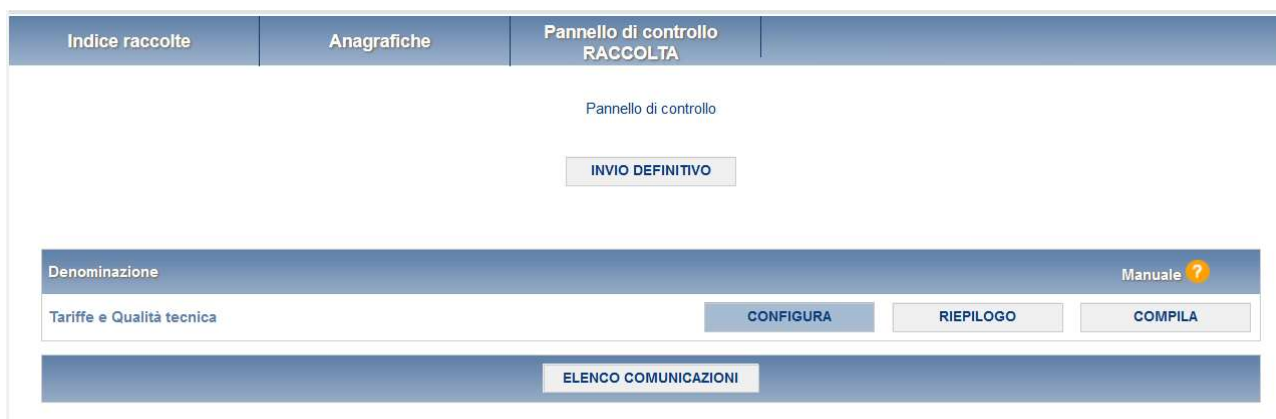 Indice raccolte
Anagrafiche
Pannello di controllo
RACCOLTA
Pannello di controllo
INVIO DEFINITIVO
Denominazione
Manuale ?
Tariffe e Qualità tecnica
CONFIGURA
RIEPILOGO
COMPILA
ELENCO COMUNICAZIONI